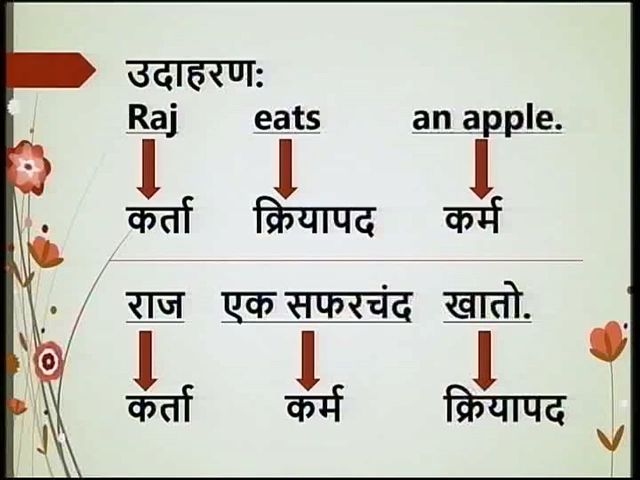 उदाहरण:
Raj eats an apple.
कर्ता क्रियापद कर्म
राज एक सफरचंद खातो.
कर्ता कर्म क्रियापद